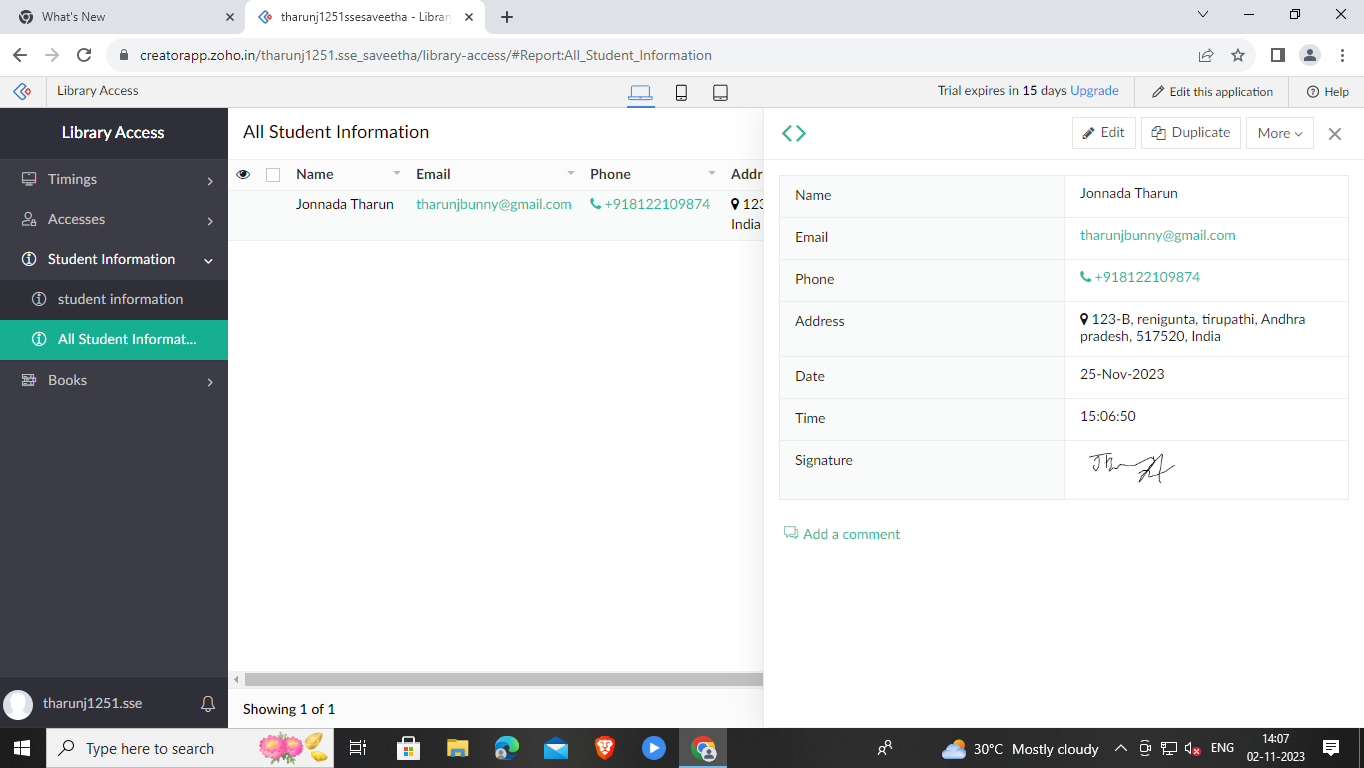 What's New
tharunj1251ssesaveetha - Librar
creatorapp.zoho.in/tharunj1251.sse_saveetha/library-access/#Report:All_Student_Information
Library Access
Trial expires in 15 days Upgrade
Edit this application
Help
Library Access
Timings
Accesses
Student Information
student information
All Student Informat...
Books
tharunj1251.sse
All Student Information
Name Email Phone Addr
Jonnada Tharun tharunjbunny@gmail.com +918122109874 123
India
Showing 1 of 1
Edit Duplicate More
Name Jonnada Tharun
Email tharunjbunny@gmail.com
Phone +918122109874
Address 123-B, renigunta, tirupathi, Andhra
pradesh, 517520, India
Date 25-Nov-2023
Time 15:06:50
Signature
Add a comment
Type here to search
30°C Mostly cloudy
ENG
14:07
02-11-2023